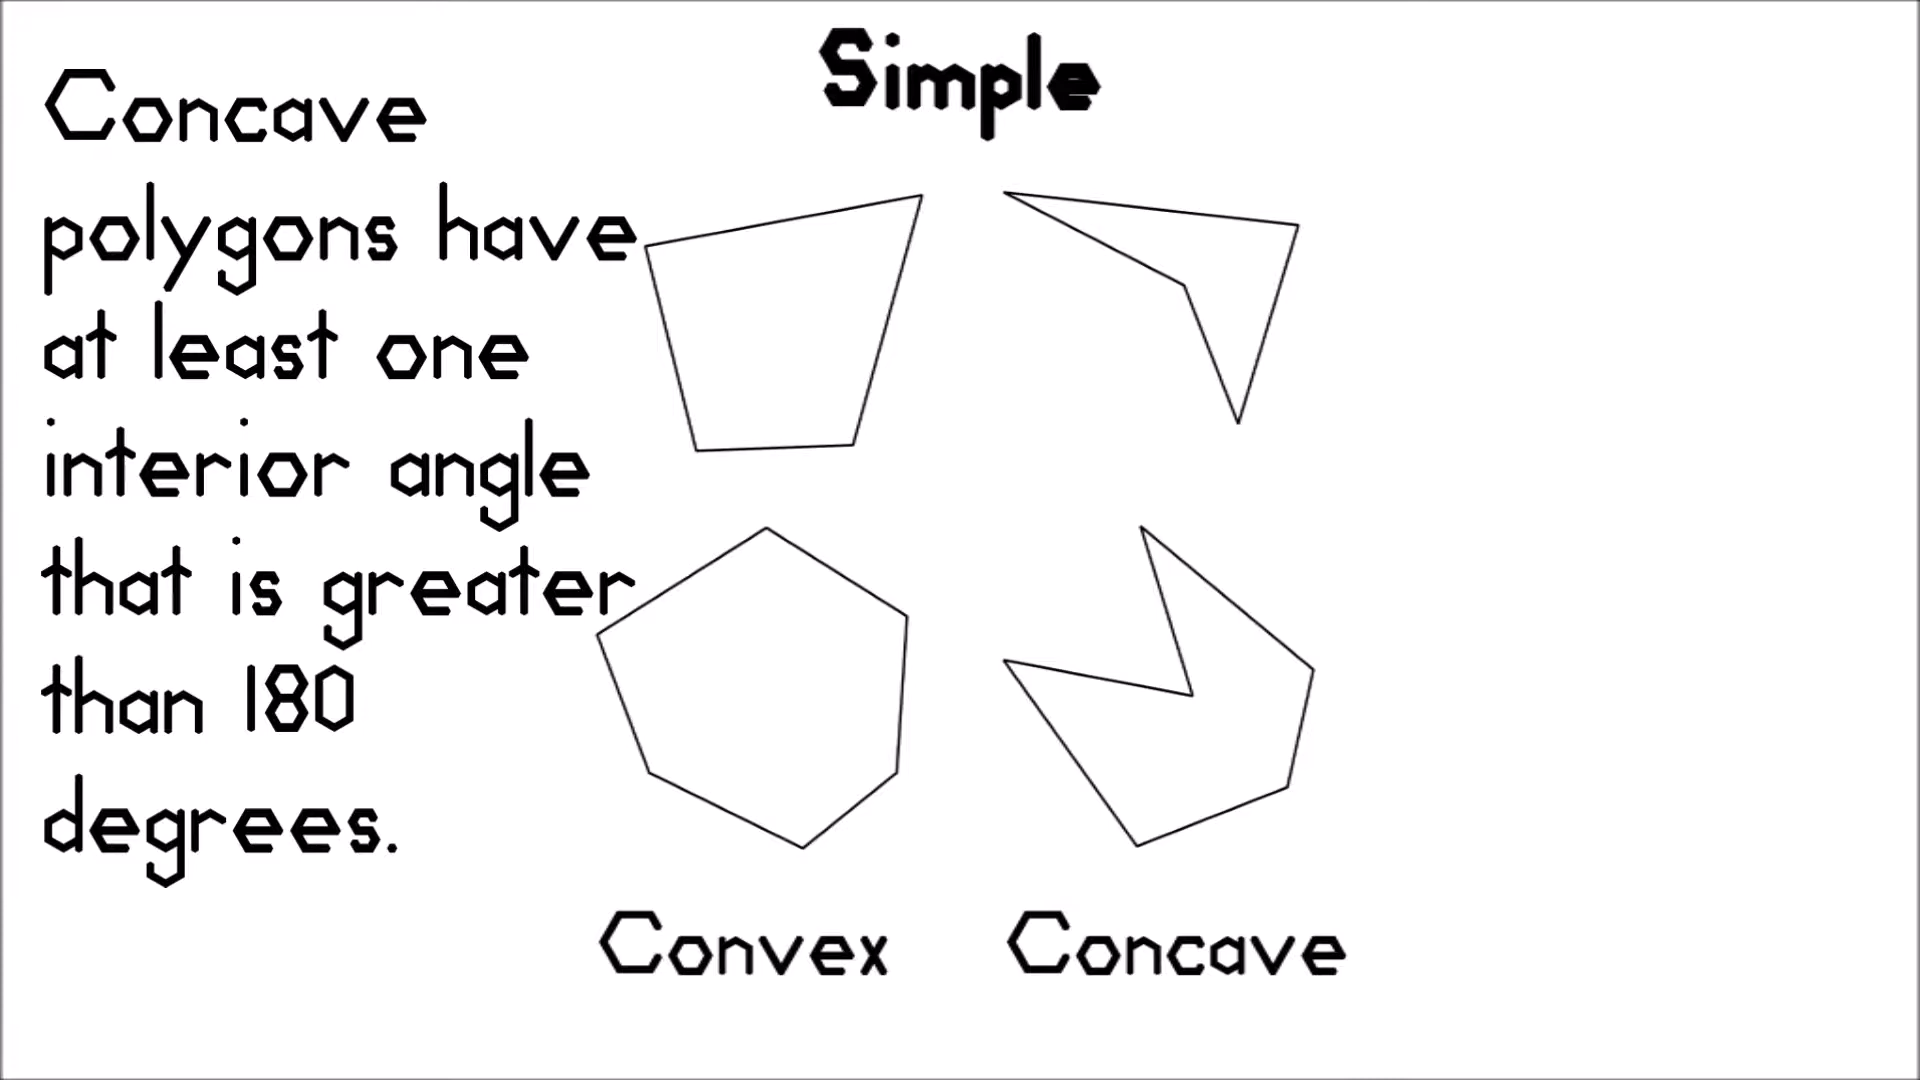 Simple
Concave
polygons have
at least one
interior angle
that is greater
than 180
degrees.
Convex
Concave